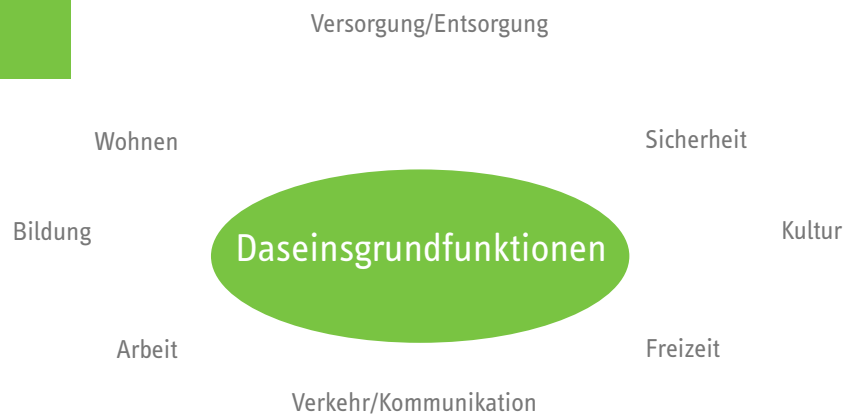 Versorgung/Entsorgung
Wohnen
Sicherheit
Bildung
Daseinsgrundfunktionen
Kultur
Arbeit
Freizeit
Verkehr/Kommunikation